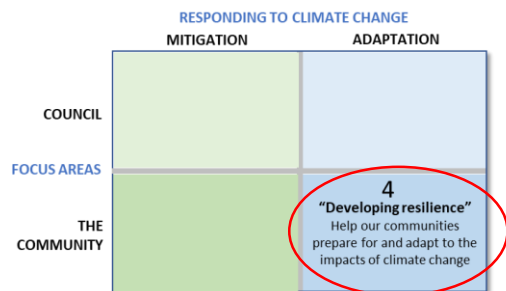 RESPONDING TO CLIMATE CHANGE
MITIGATION ADAPTATION
COUNCIL
FOCUS AREAS
THE
COMMUNITY
4
“Developing resilience”
Help our communities
prepare for and adapt to the
impacts of climate change